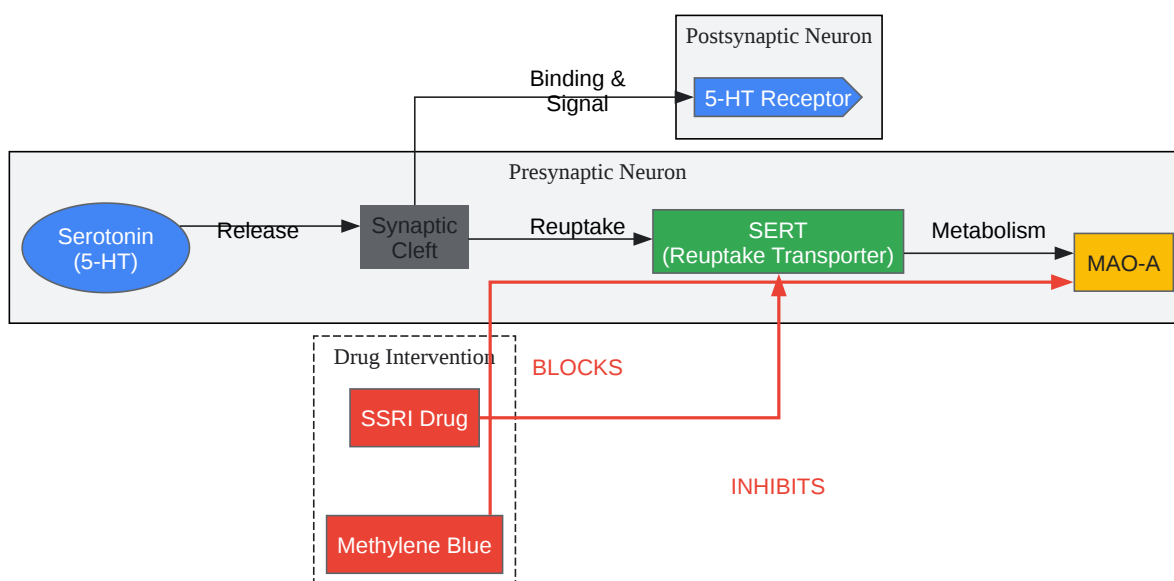 Postsynaptic Neuron
Binding &
Signal
5-HT Receptor
Presynaptic Neuron
Serotonin
(5-HT)
Release
Synaptic
Cleft
Reuptake
SERT
(Reuptake Transporter)
Metabolism
MAO-A
Drug Intervention
BLOCKS
SSRI Drug
INHIBITS
Methylene Blue